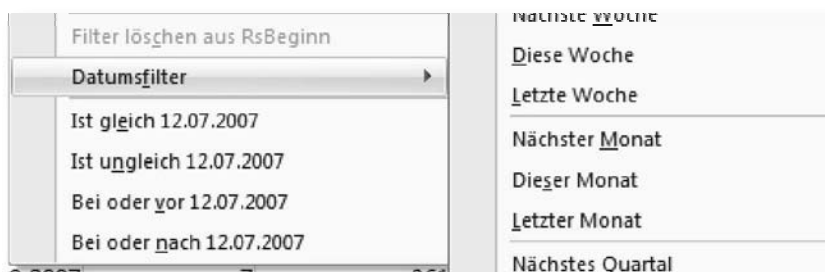 Filter löschen aus RsBeginn
Datumsfilter
Ist gleich 12.07.2007
Ist ungleich 12.07.2007
Bei oder vor 12.07.2007
Bei oder nach 12.07.2007
Nächste Woche
Diese Woche
Letzte Woche
Nächster Monat
Dieser Monat
Letzter Monat
Nächstes Quartal